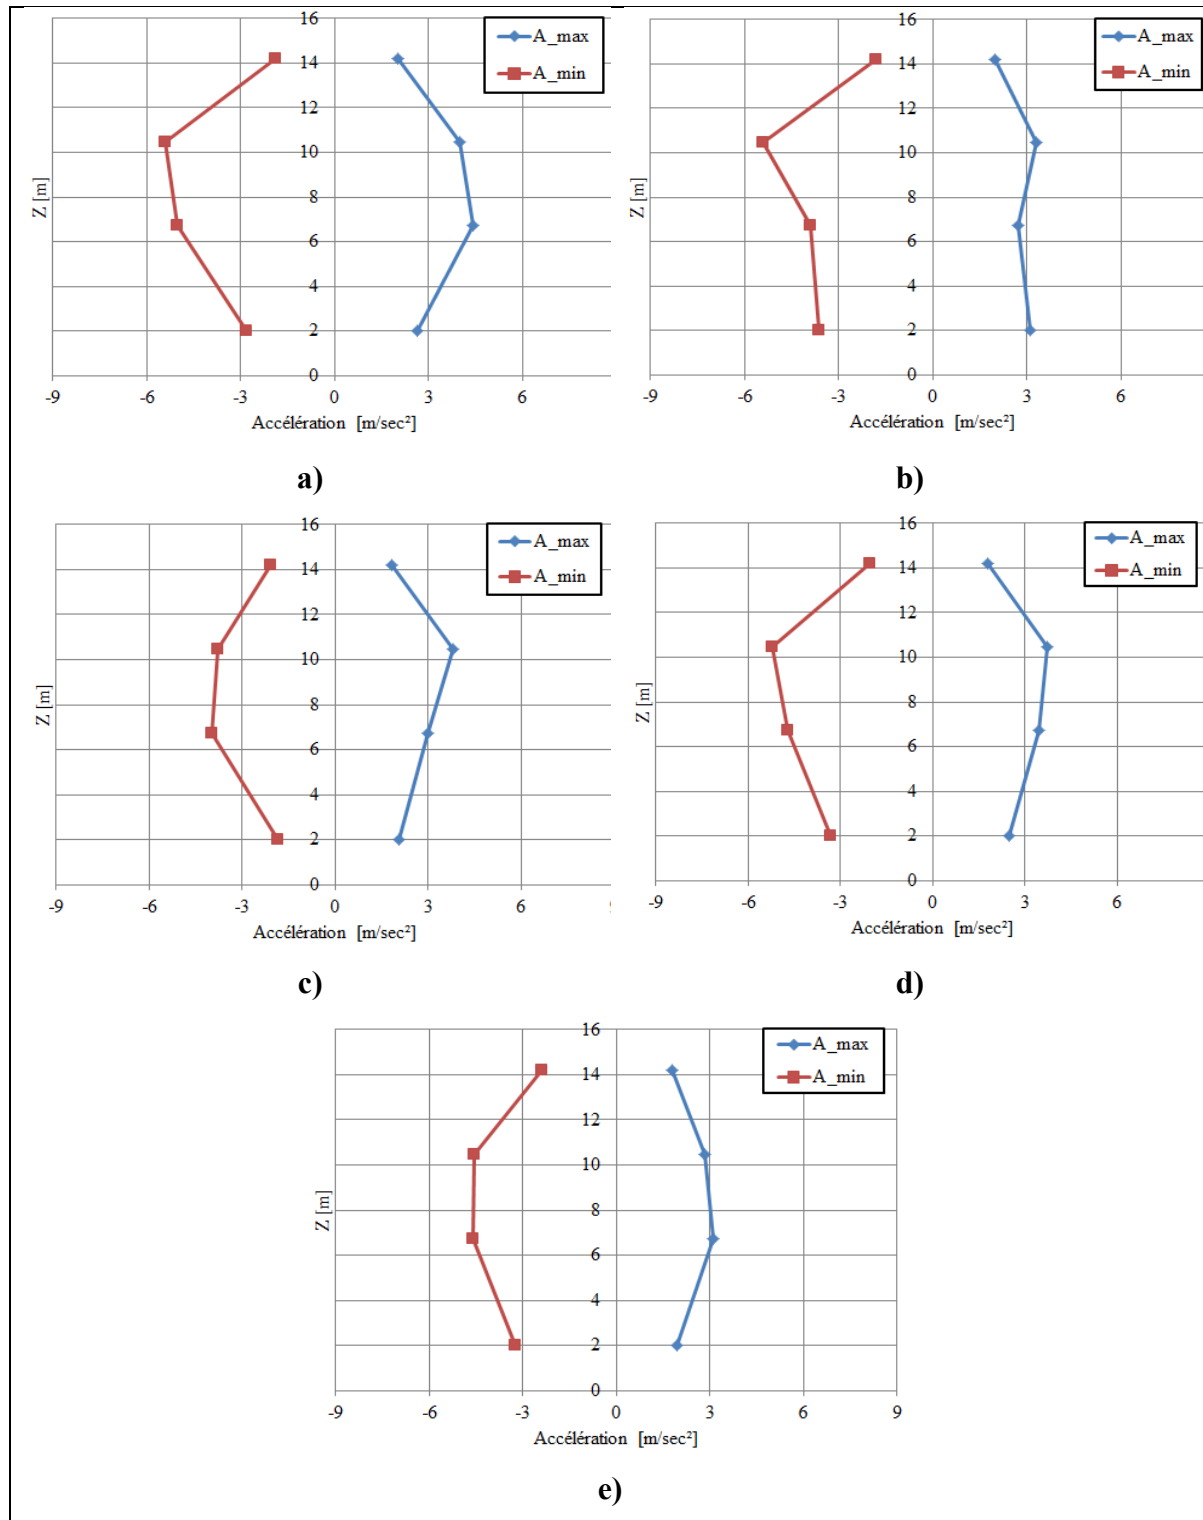 16
14
12
10
8
6
4
2
0
Z [m]
-9 -6 -3 0 3 6
Accélération [m/sec²]
A_max
A_min
a)
16
14
12
10
8
6
4
2
0
Z [m]
-9 -6 -3 0 3 6
Accélération [m/sec²]
A_max
A_min
b)
16
14
12
10
8
6
4
2
0
Z [m]
-9 -6 -3 0 3 6
Accélération [m/sec²]
A_max
A_min
c)
16
14
12
10
8
6
4
2
0
Z [m]
-9 -6 -3 0 3 6
Accélération [m/sec²]
A_max
A_min
d)
16
14
12
10
8
6
4
2
0
Z [m]
-9 -6 -3 0 3 6 9
Accélération [m/sec²]
A_max
A_min
e)